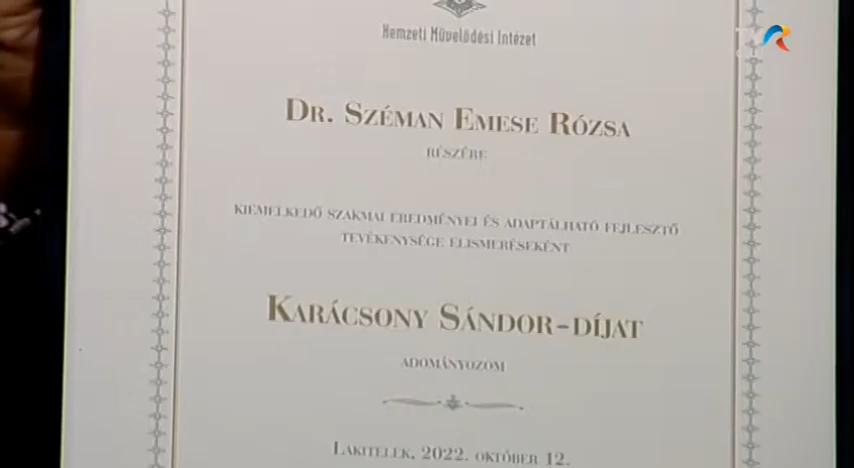 Nemzeti Művelődési Intézet
DR. SZÉMAN EMESE RÓZSA
RÉSZÉRE
KIEMELKEDŐ SZAKMAI EREDMÉNYEI ÉS ADAPTÁLHATÓ FEJLESZTŐ
TEVÉKENYSÉGE ELISMERÉSEKÉNT
KARÁCSONY SÁNDOR-DÍJAT
ADOMÁNYOZOM
LAKITELEK, 2022. OKTÓBER 12.